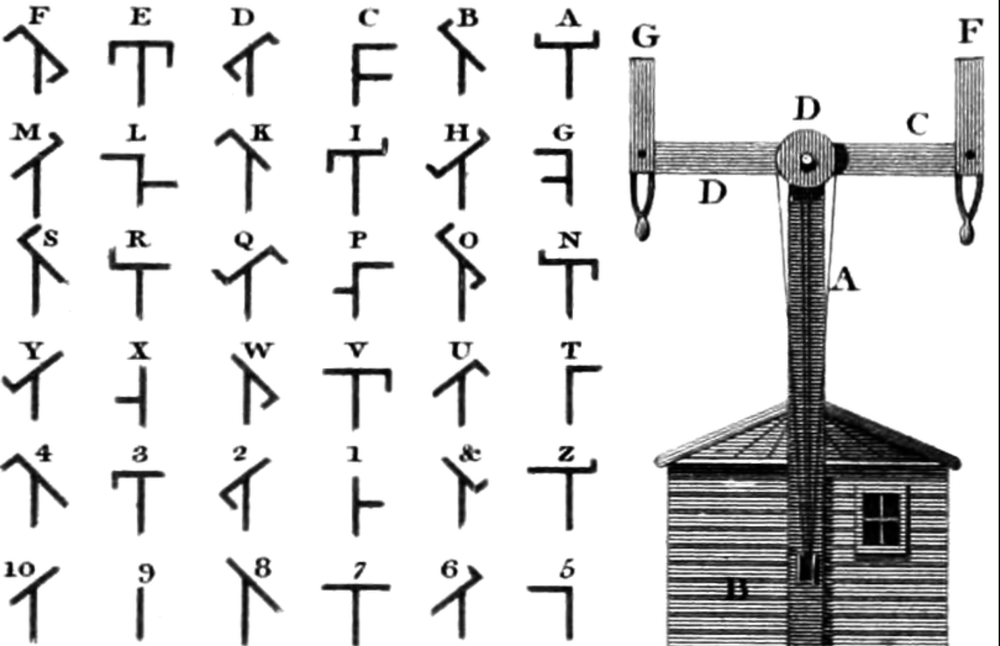 F E D C B A
M L K I H G
S R Q P O N
Y X W V U T
4 3 2 1 & Z
10 9 8 7 6 5
G F
D C
D
A
B